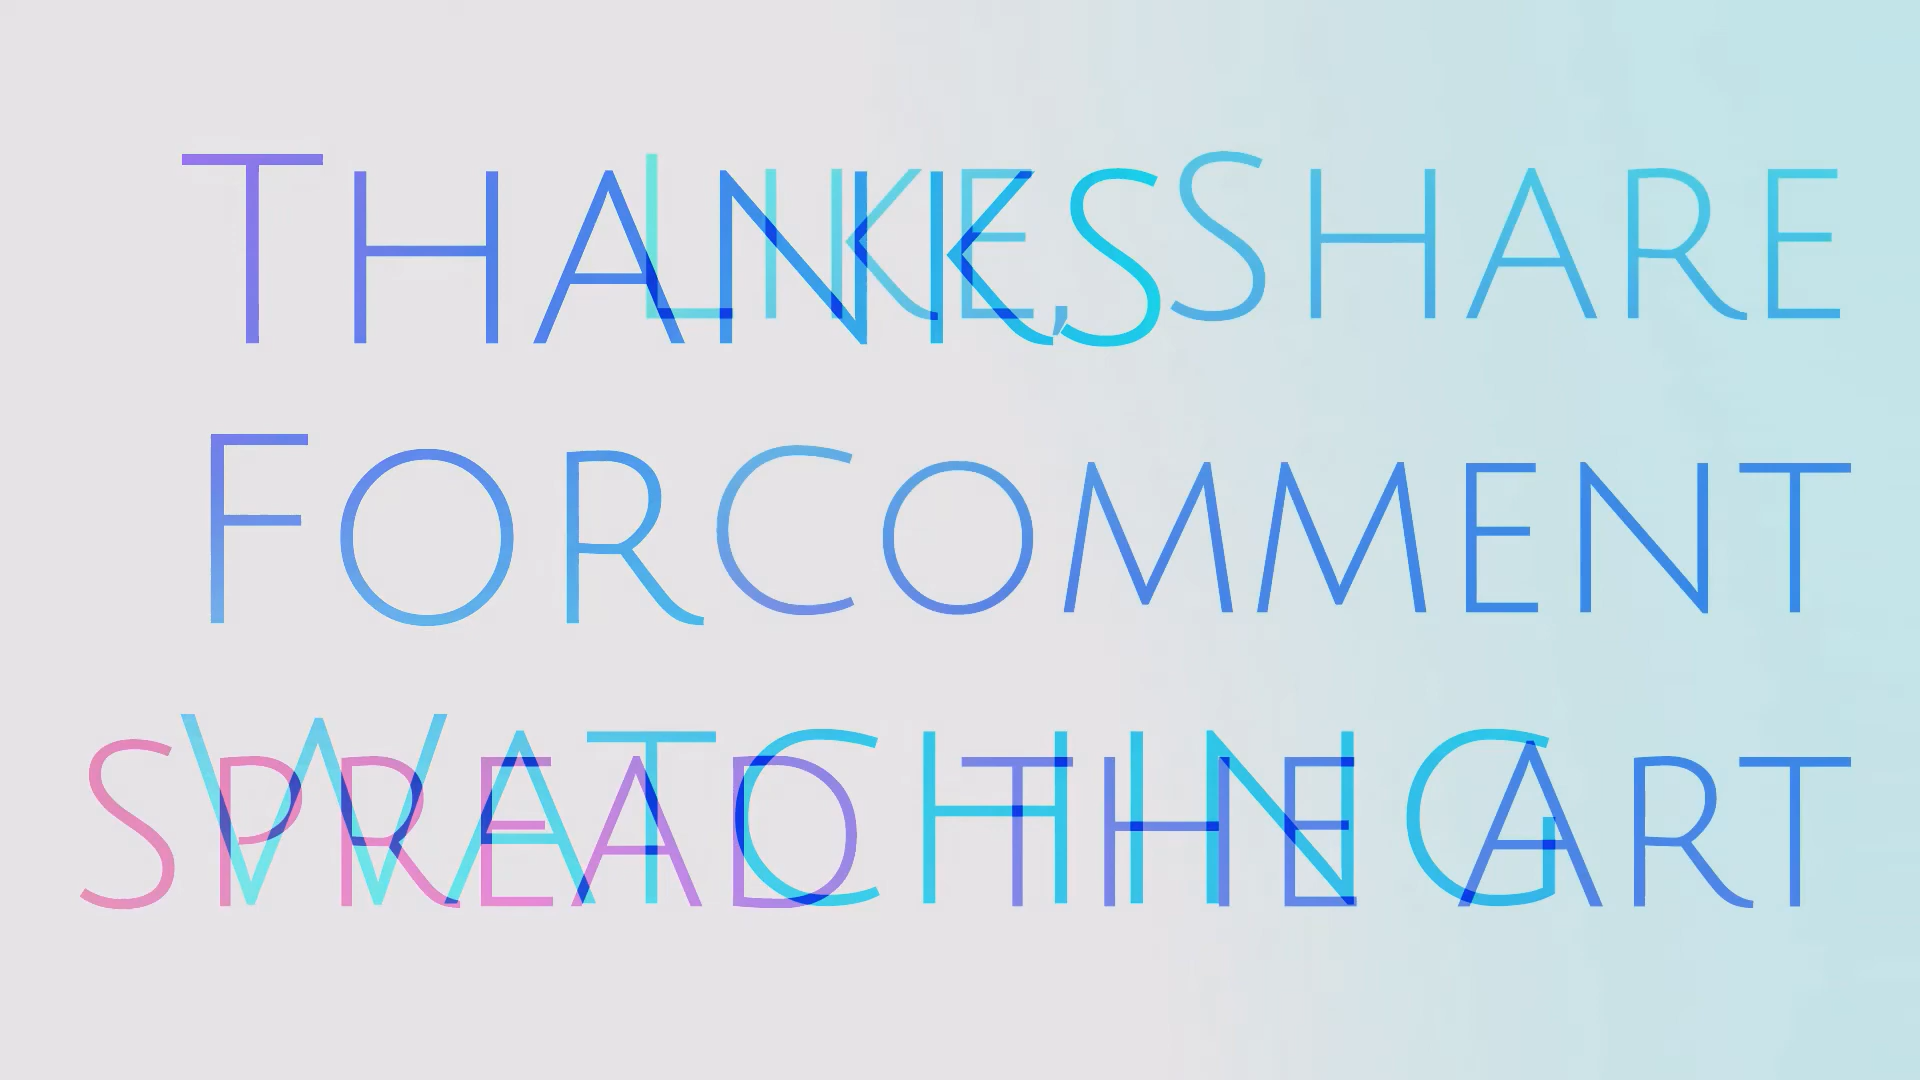 Thanks
For
Watching
Like, Share
Comment
Spread The Art